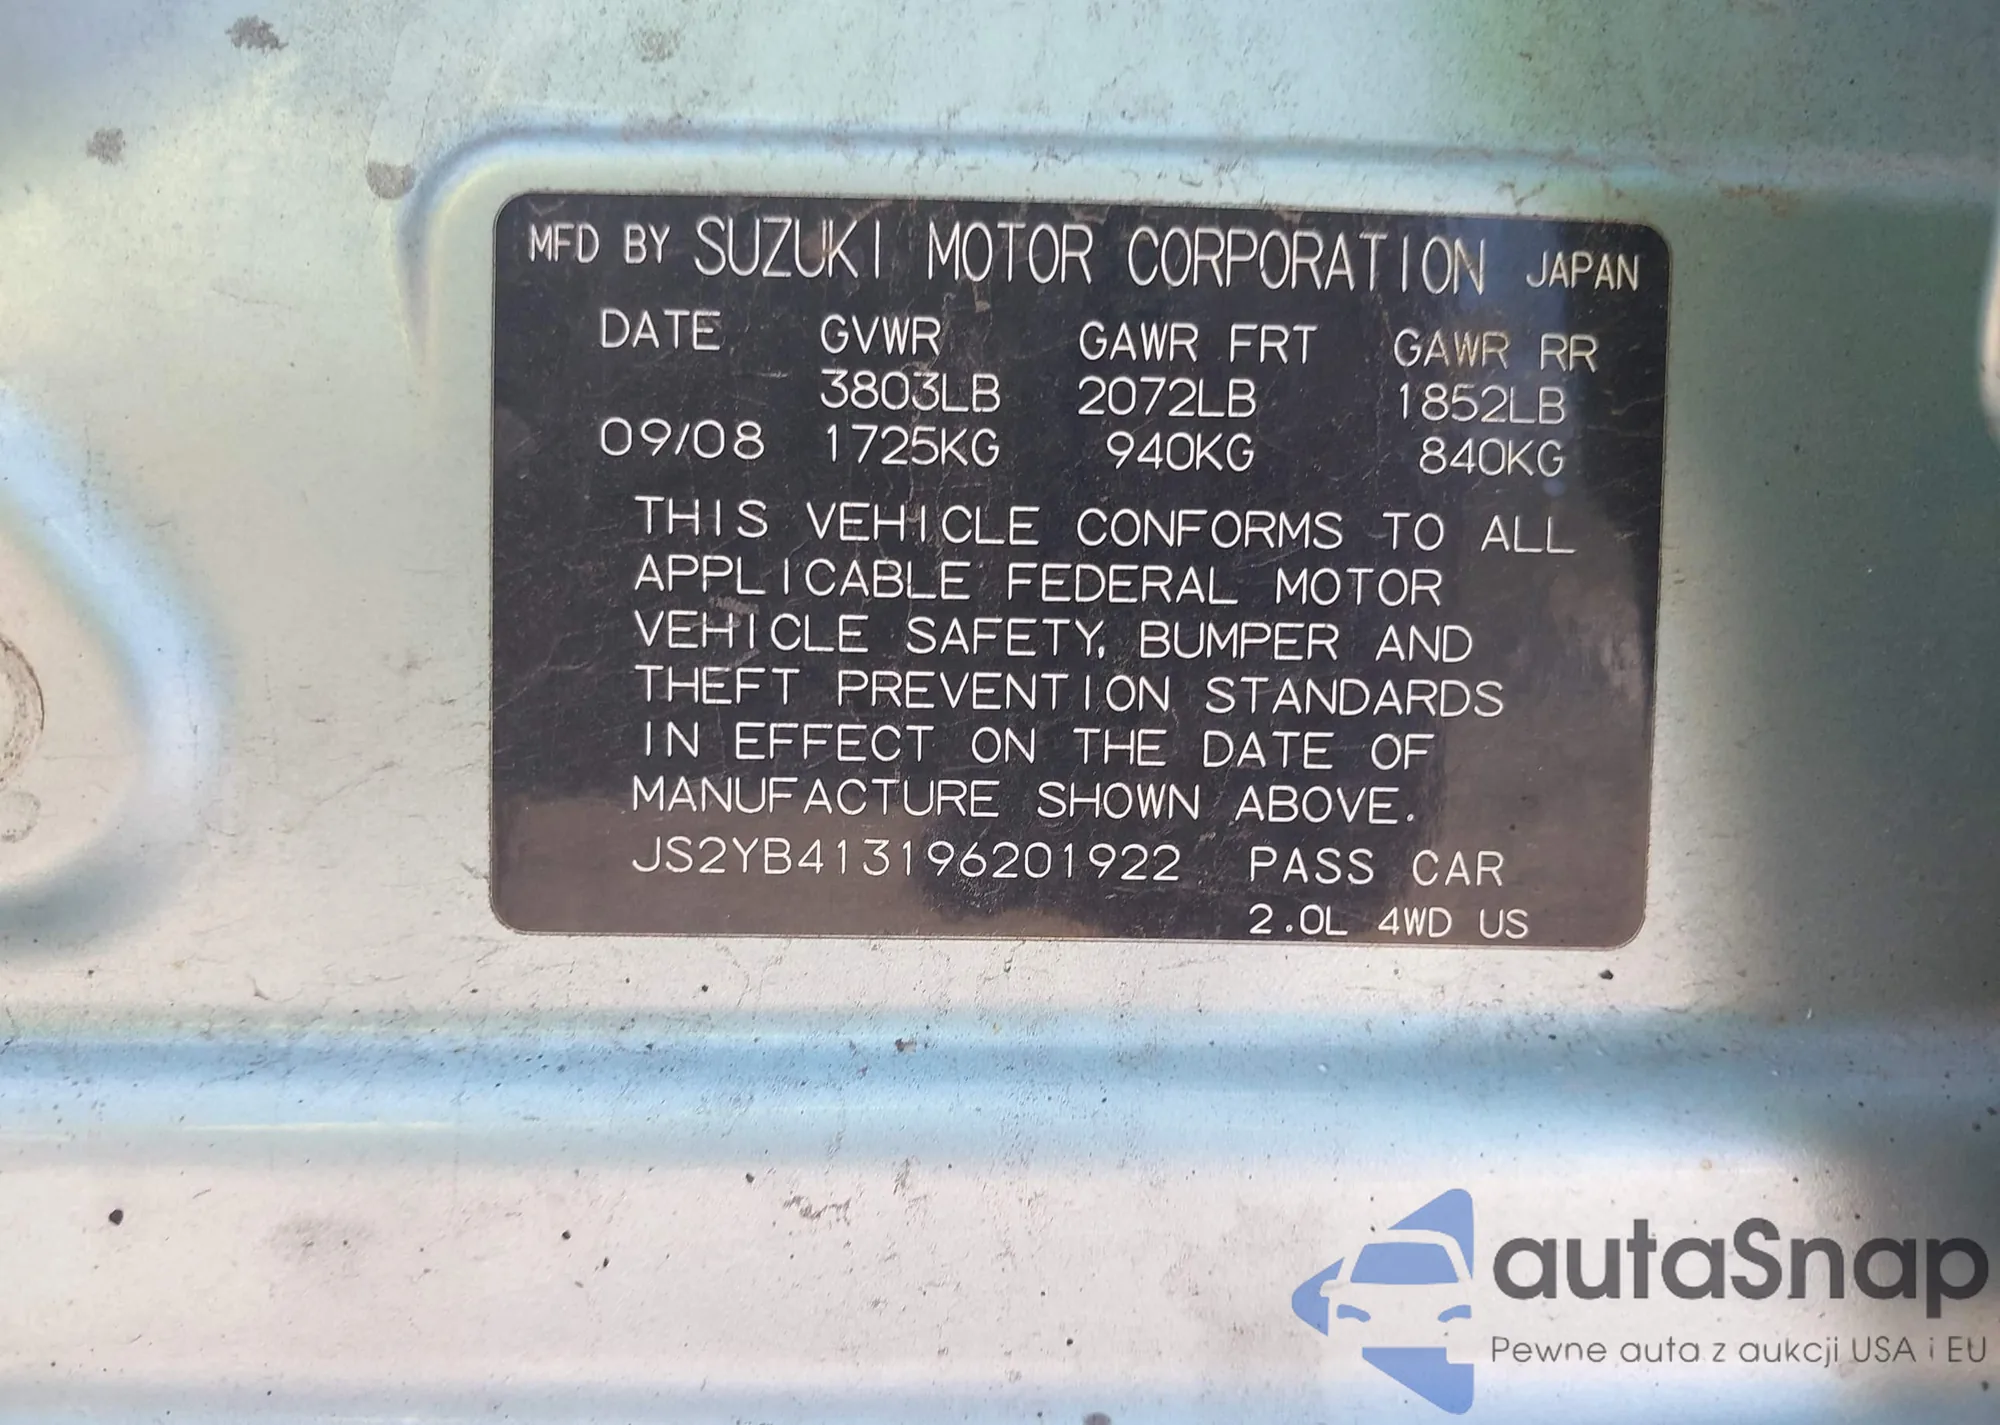 MFD BY SUZUKI MOTOR CORPORATION JAPAN
DATE GVWR GAWR FRT GAWR RR
3803LB 2072LB 1852LB
09/08 1725KG 940KG 840KG
THIS VEHICLE CONFORMS TO ALL
APPLICABLE FEDERAL MOTOR
VEHICLE SAFETY, BUMPER AND
THEFT PREVENTION STANDARDS
IN EFFECT ON THE DATE OF
MANUFACTURE SHOWN ABOVE.
JS2YB413196201922 PASS CAR
2.0L 4WD US
autaSnap
Pewne auta z aukcji USA i EU